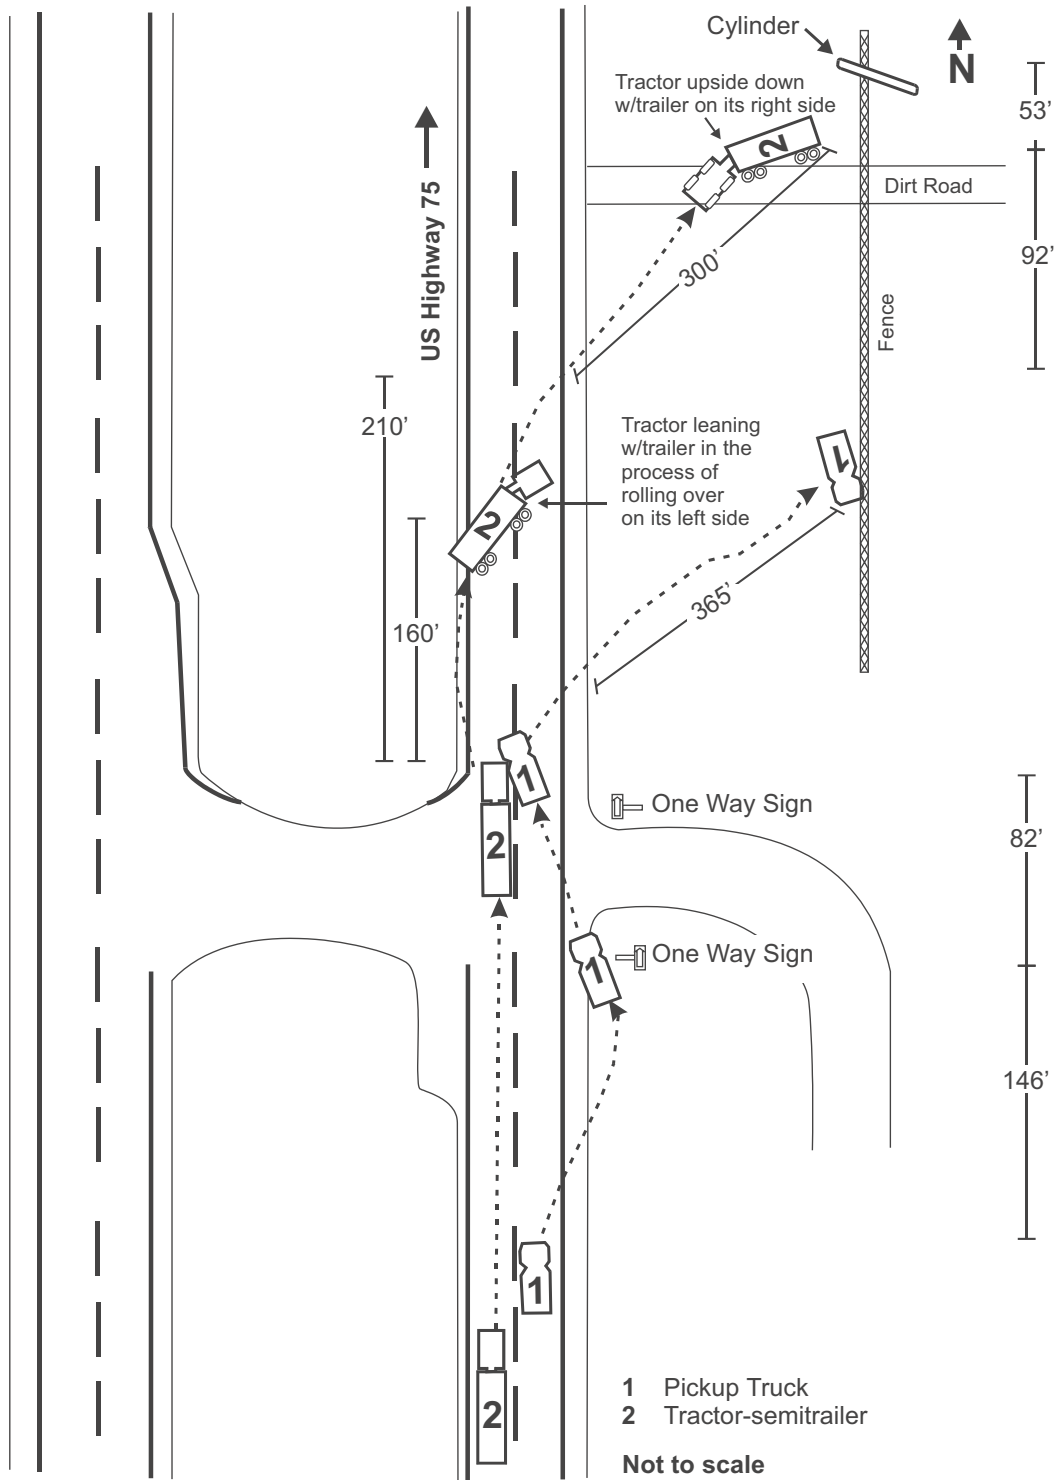 Cylinder
N
Tractor upside down
w/trailer on its right side
53’
2
US Highway 75
Dirt Road
92’
300’
Fence
210’
Tractor leaning
w/trailer in the
process of
rolling over
on its left side
1
2
160’
365’
1
2
One Way Sign
82’
One Way Sign
1
146’
1
2
1 Pickup Truck
2 Tractor-semitrailer
Not to scale